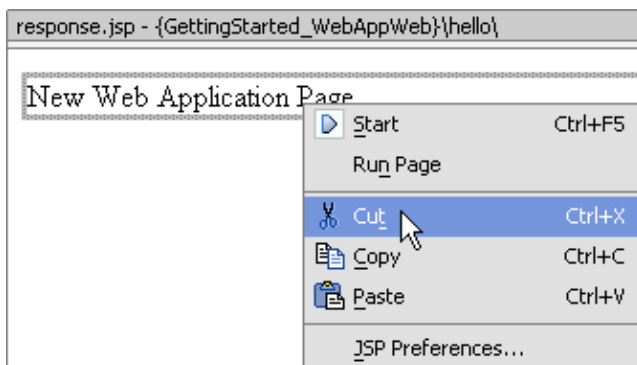 response.jsp - {GettingStarted_WebAppWeb}\hello\
New Web Application Page
Start Ctrl+F5
Run Page
Cut Ctrl+X
Copy Ctrl+C
Paste Ctrl+V
JSP Preferences...